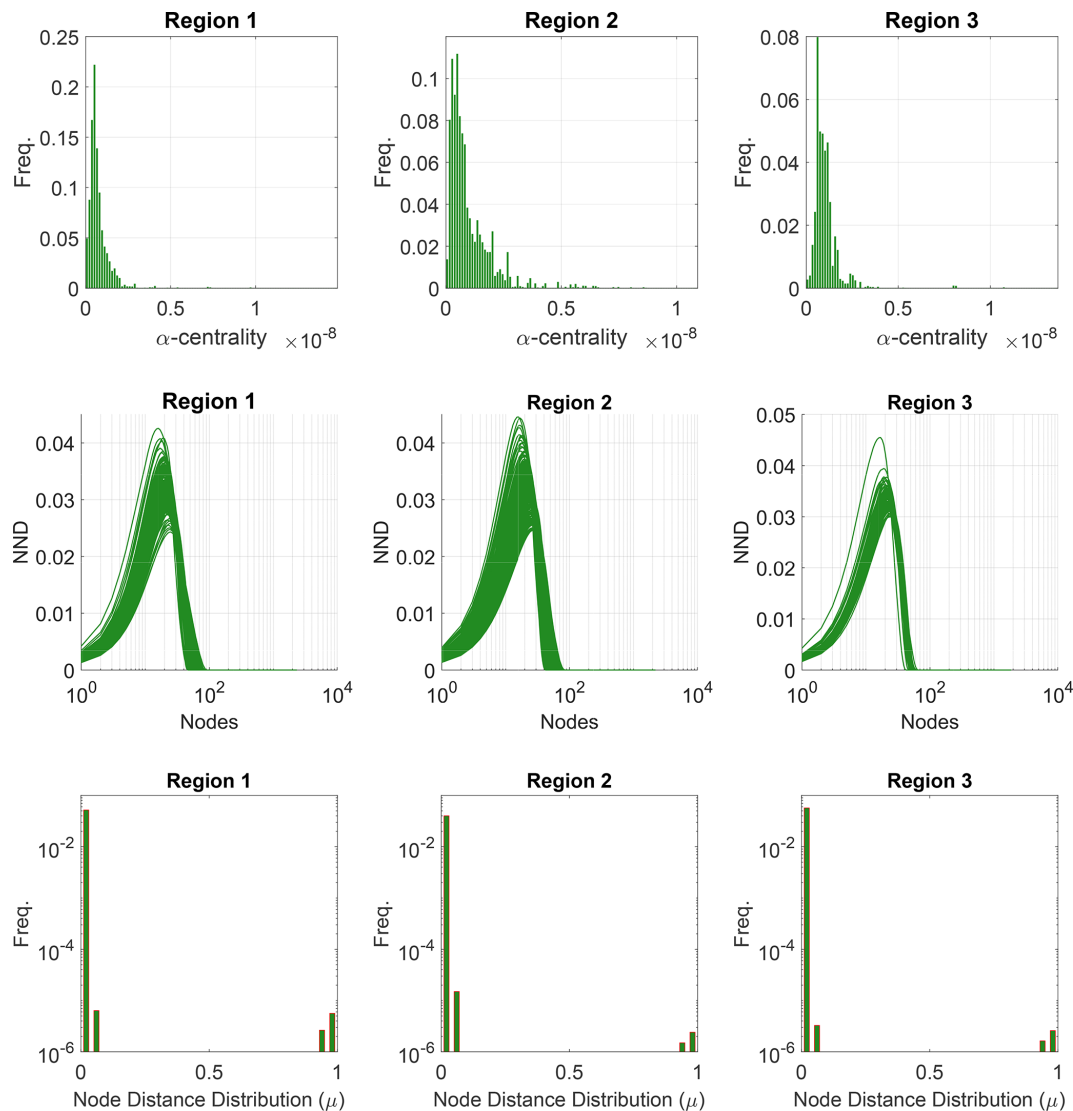 Region 1
0.25
0.2
0.15
0.1
0.05
0
0 0.5 1
Freq.
α-centrality ×10-8
Region 2
0.1
0.08
0.06
0.04
0.02
0
0 0.5 1
Freq.
α-centrality ×10-8
Region 3
0.08
0.06
0.04
0.02
0
0 0.5 1
Freq.
α-centrality ×10-8
Region 1
0.04
0.03
0.02
0.01
0
10^0 10^2 10^4
NND
Nodes
Region 2
0.04
0.03
0.02
0.01
0
10^0 10^2 10^4
NND
Nodes
Region 3
0.05
0.04
0.03
0.02
0.01
0
10^0 10^2 10^4
NND
Nodes
Region 1
10^-2
10^-4
10^-6
0 0.5 1
Freq.
Node Distance Distribution (μ)
Region 2
10^-2
10^-4
10^-6
0 0.5 1
Freq.
Node Distance Distribution (μ)
Region 3
10^-2
10^-4
10^-6
0 0.5 1
Freq.
Node Distance Distribution (μ)